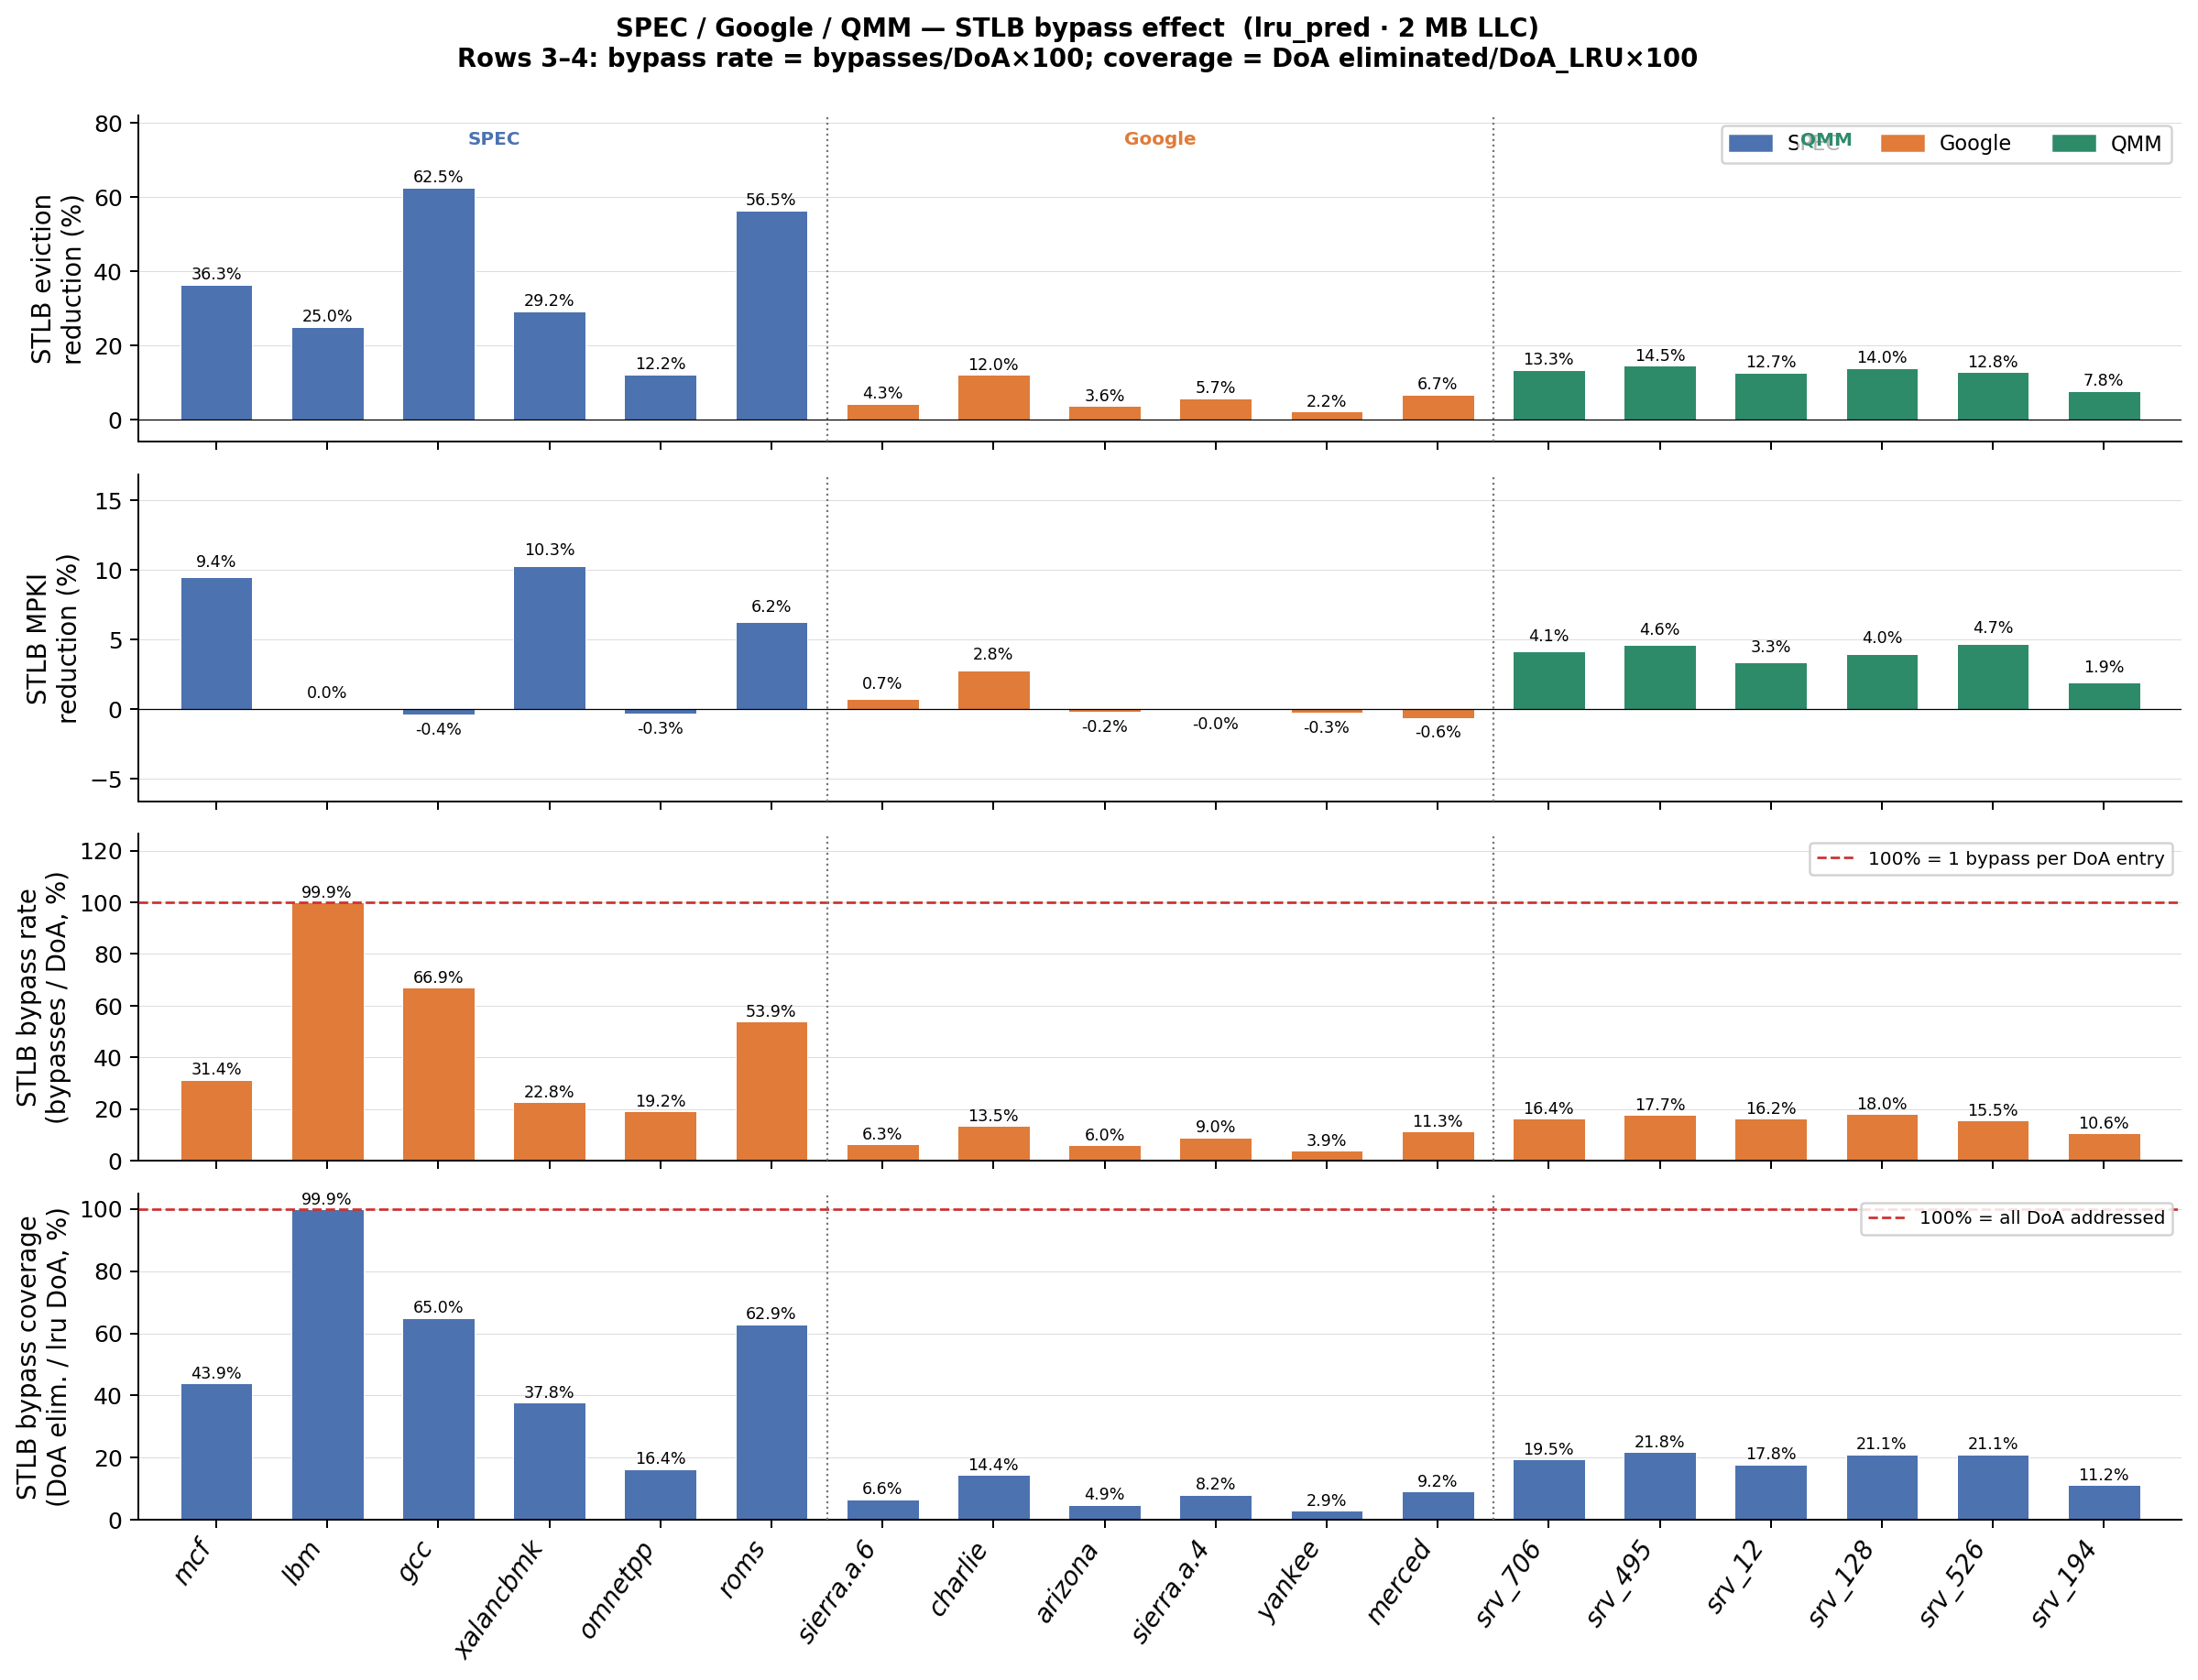 SPEC / Google / QMM — STLB bypass effect  (lru_pred · 2 MB LLC)
Rows 3–4: bypass rate = bypasses/DoA×100; coverage = DoA eliminated/DoA_LRU×100
STLB eviction
reduction (%)
80
60
40
20
0
SPEC
Google
QMM
SPEC
Google
QMM
36.3%
25.0%
62.5%
29.2%
12.2%
56.5%
4.3%
12.0%
3.6%
5.7%
2.2%
6.7%
13.3%
14.5%
12.7%
14.0%
12.8%
7.8%
STLB MPKI
reduction (%)
15
10
5
0
−5
9.4%
0.0%
-0.4%
10.3%
-0.3%
6.2%
0.7%
2.8%
-0.2%
-0.0%
-0.3%
-0.6%
4.1%
4.6%
3.3%
4.0%
4.7%
1.9%
STLB bypass rate
(bypasses / DoA, %)
120
100
80
60
40
20
0
100% = 1 bypass per DoA entry
31.4%
99.9%
66.9%
22.8%
19.2%
53.9%
6.3%
13.5%
6.0%
9.0%
3.9%
11.3%
16.4%
17.7%
16.2%
18.0%
15.5%
10.6%
STLB bypass coverage
(DoA elim. / lru DoA, %)
100
80
60
40
20
0
100% = all DoA addressed
43.9%
99.9%
65.0%
37.8%
16.4%
62.9%
6.6%
14.4%
4.9%
8.2%
2.9%
9.2%
19.5%
21.8%
17.8%
21.1%
21.1%
11.2%
mcf
lbm
gcc
xalancbmk
omnetpp
roms
sierra.a.6
charlie
arizona
sierra.a.4
yankee
merced
srv_706
srv_495
srv_12
srv_128
srv_526
srv_194